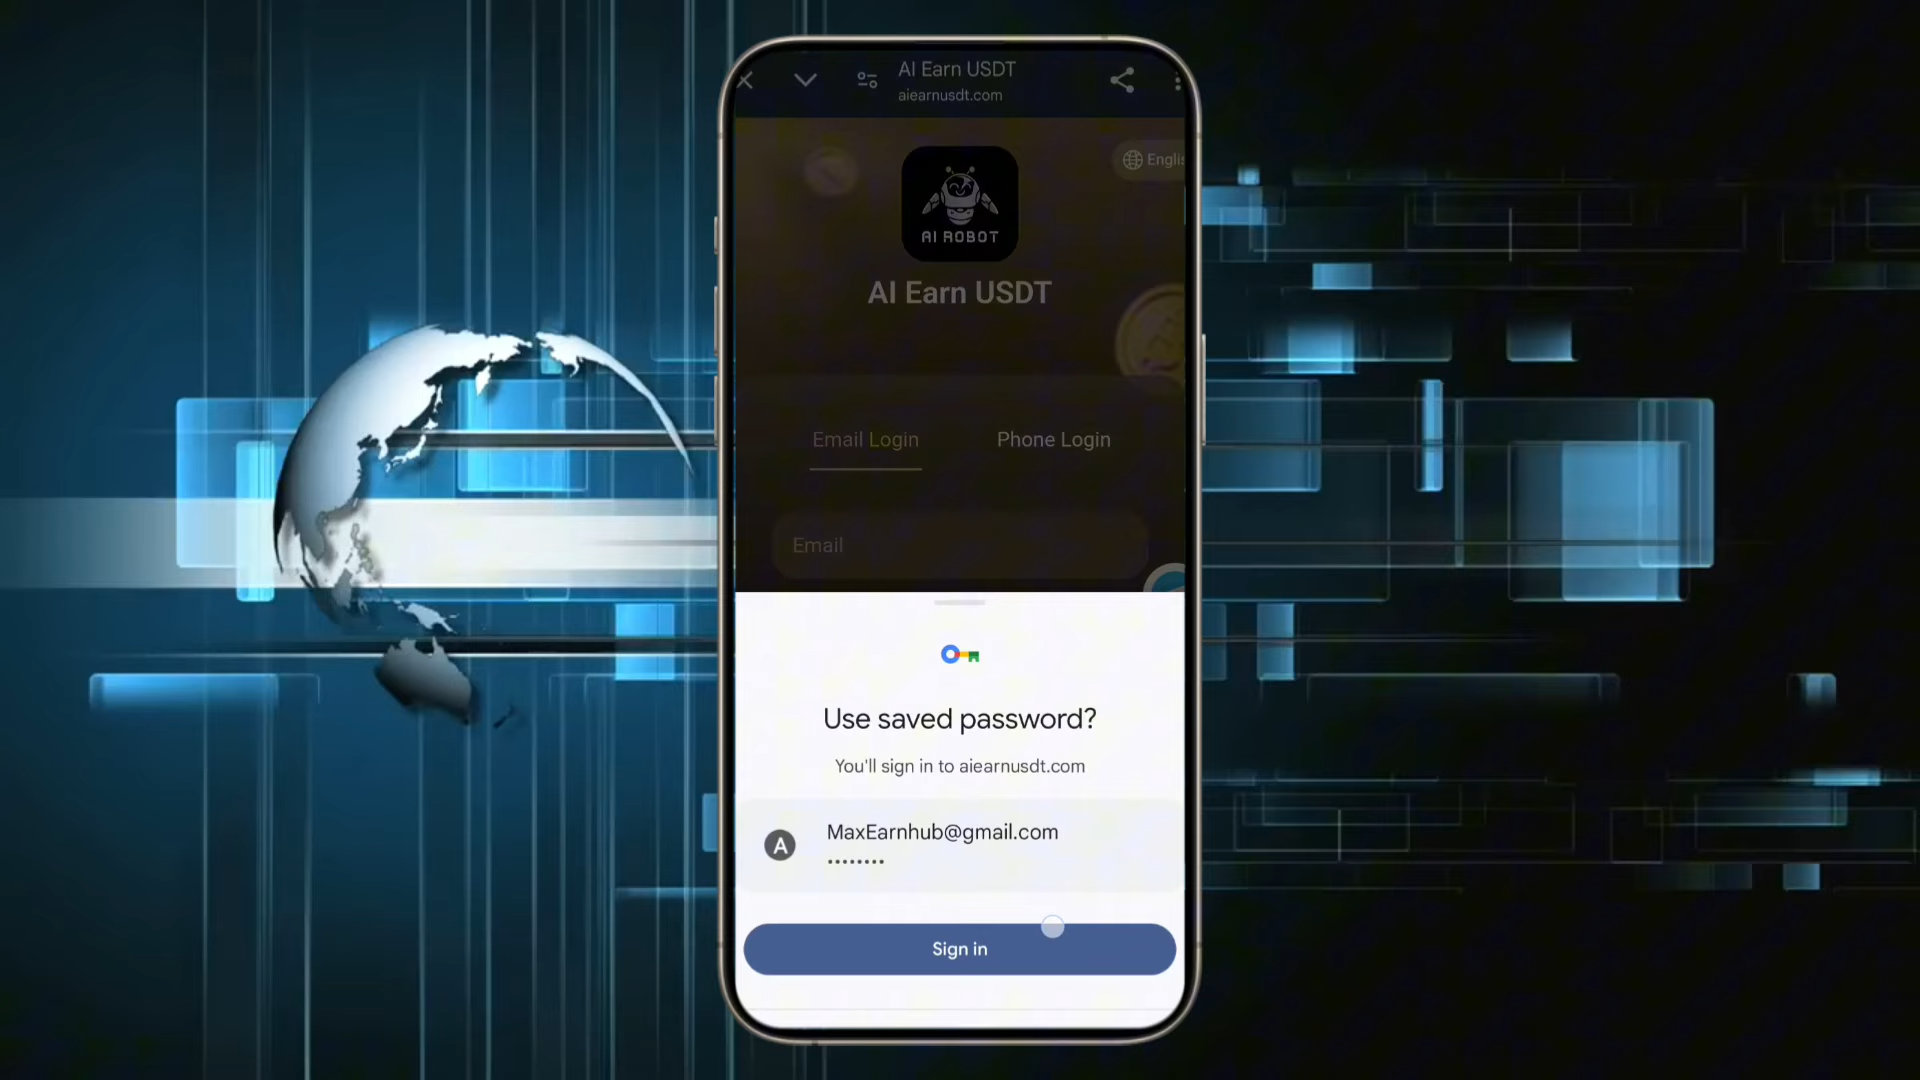 AI Earn USDT
aiearnusdt.com
Englis
AI ROBOT
AI Earn USDT
Email Login
Phone Login
Email
Use saved password?
You'll sign in to aiearnusdt.com
A
MaxEarnhub@gmail.com
••••••••
Sign in